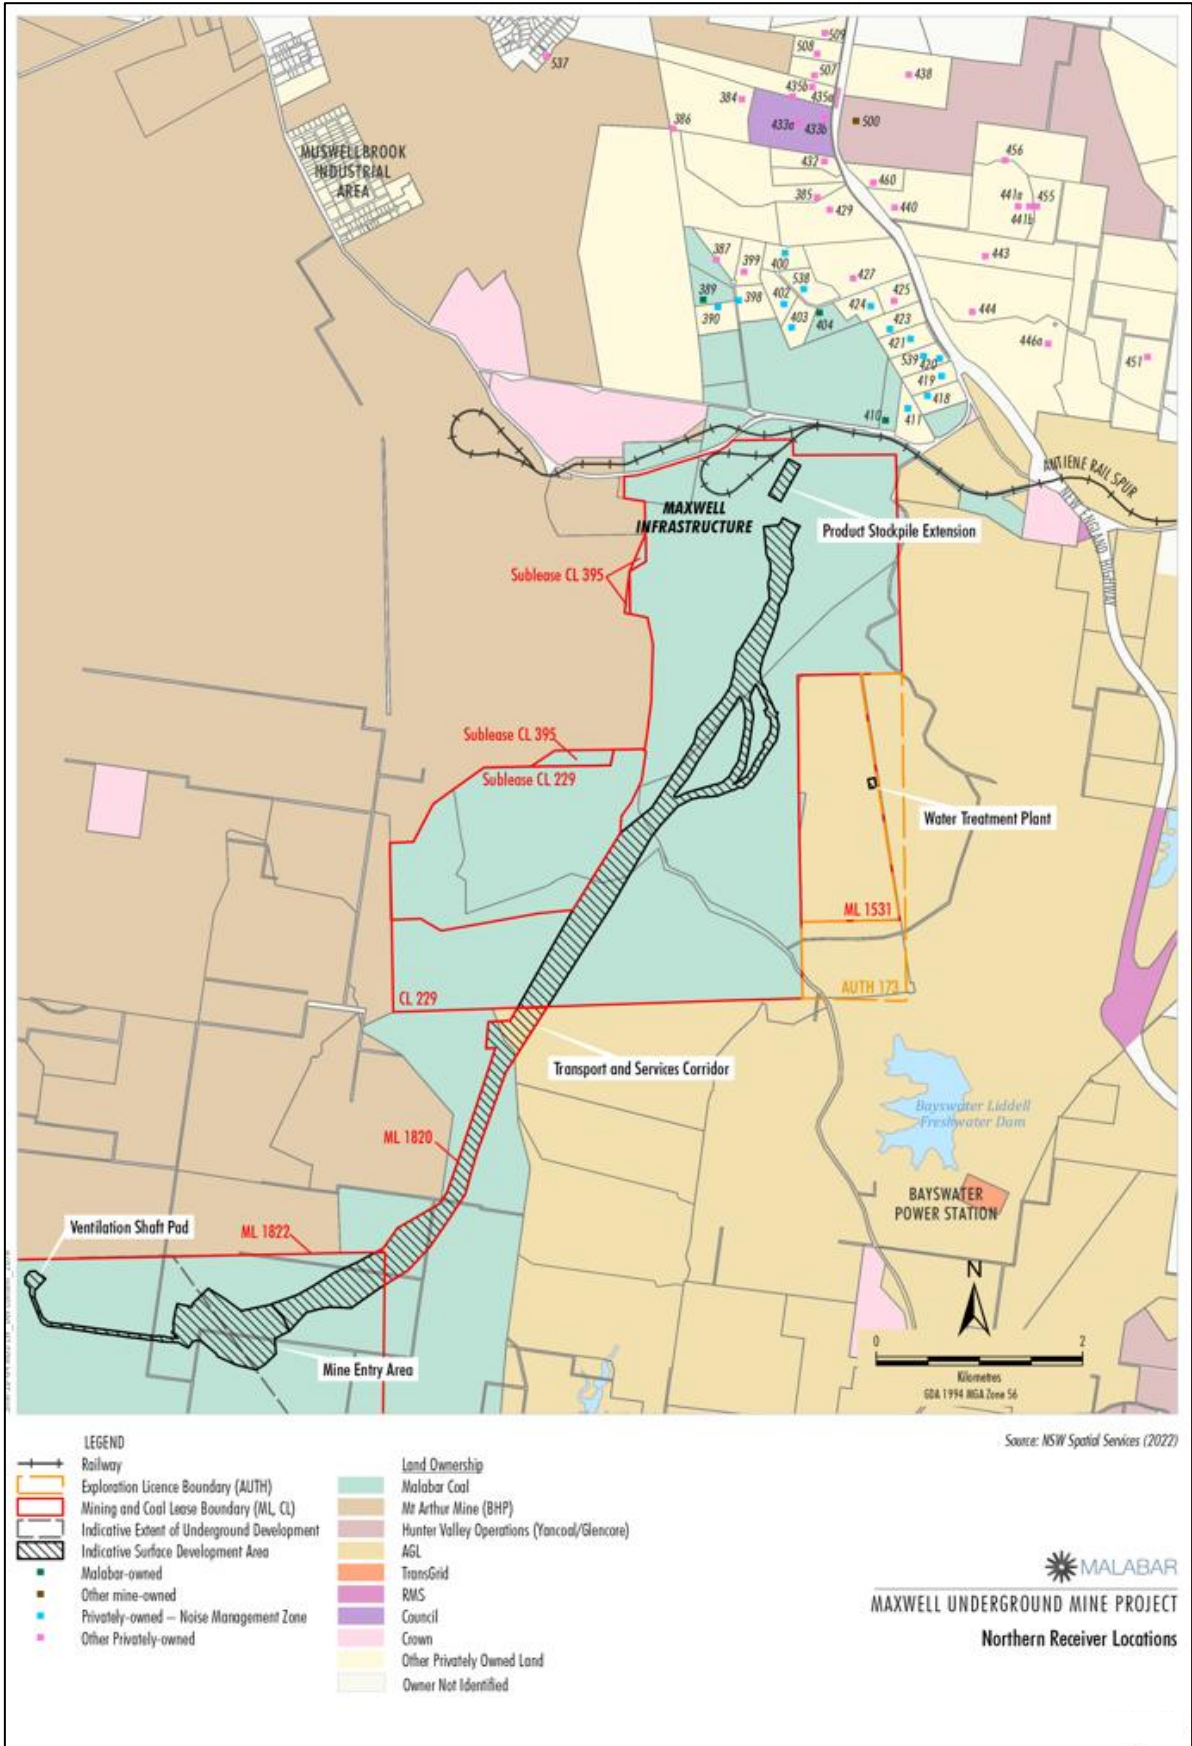 509
508
507
438
537
435b
435a
384
386
433a
433b
500
MUSWELLBROOK
INDUSTRIAL
AREA
432
456
460
385
429
440
441a
455
441b
387
399
400
443
538
427
389
398
402
425
424
390
403
404
423
444
421
446a
451
539
420
419
418
410
411
ANTIENE RAIL SPUR
NEW ENGLAND HIGHWAY
MAXWELL
INFRASTRUCTURE
Product Stockpile Extension
Sublease CL 395
Sublease CL 395
Sublease CL 229
Water Treatment Plant
ML 1531
AUTH 173
CL 229
Transport and Services Corridor
Bayswater Liddell
Freshwater Dam
ML 1820
BAYSWATER
POWER STATION
Ventilation Shaft Pad
ML 1822
N
0 2
Kilometres
GDA 1994 MGA Zone 56
Mine Entry Area
Source: NSW Spatial Services (2022)
LEGEND
Railway
Exploration Licence Boundary (AUTH)
Mining and Coal Lease Boundary (ML, CL)
Indicative Extent of Underground Development
Indicative Surface Development Area
Malabar-owned
Other mine-owned
Privately-owned – Noise Management Zone
Other Privately-owned
Land Ownership
Malabar Coal
Mt Arthur Mine (BHP)
Hunter Valley Operations (Yancoal/Glencore)
AGL
TransGrid
RMS
Council
Crown
Other Privately Owned Land
Owner Not Identified
MALABAR
MAXWELL UNDERGROUND MINE PROJECT
Northern Receiver Locations